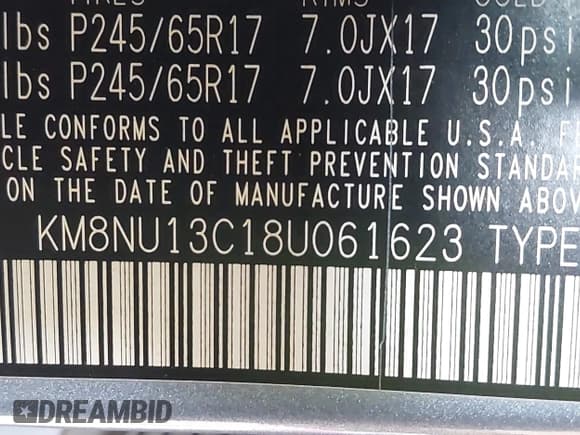 lbs P245/65R17 7.0JX17 30psi
lbs P245/65R17 7.0JX17 30psi
LE CONFORMS TO ALL APPLICABLE U.S.A. F
CLE SAFETY AND THEFT PREVENTION STANDA
ON THE DATE OF MANUFACTURE SHOWN ABOV
KM8NU13C18U061623 TYPE
DREAMBID